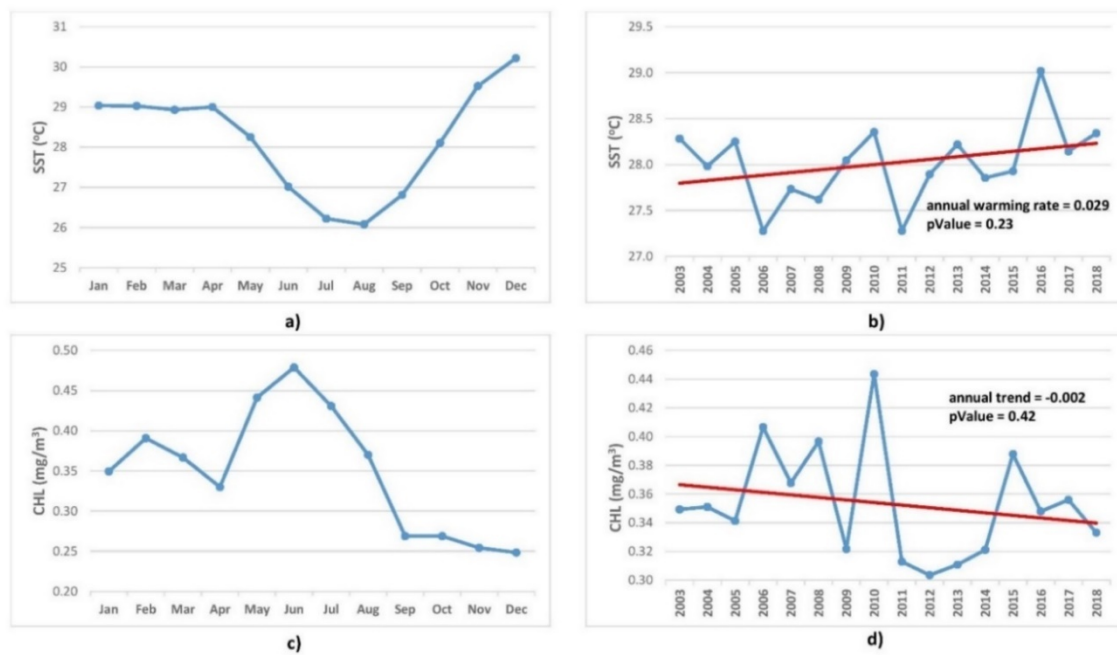 31
30
29
28
27
26
25
SST (°C)
Jan Feb Mar Apr May Jun Jul Aug Sep Oct Nov Dec
a)
29.5
29.0
28.5
28.0
27.5
27.0
SST (°C)
annual warming rate = 0.029
pValue = 0.23
2003 2004 2005 2006 2007 2008 2009 2010 2011 2012 2013 2014 2015 2016 2017 2018
b)
0.50
0.45
0.40
0.35
0.30
0.25
0.20
CHL (mg/m³)
Jan Feb Mar Apr May Jun Jul Aug Sep Oct Nov Dec
c)
0.46
0.44
0.42
0.40
0.38
0.36
0.34
0.32
0.30
CHL (mg/m³)
annual trend = -0.002
pValue = 0.42
2003 2004 2005 2006 2007 2008 2009 2010 2011 2012 2013 2014 2015 2016 2017 2018
d)